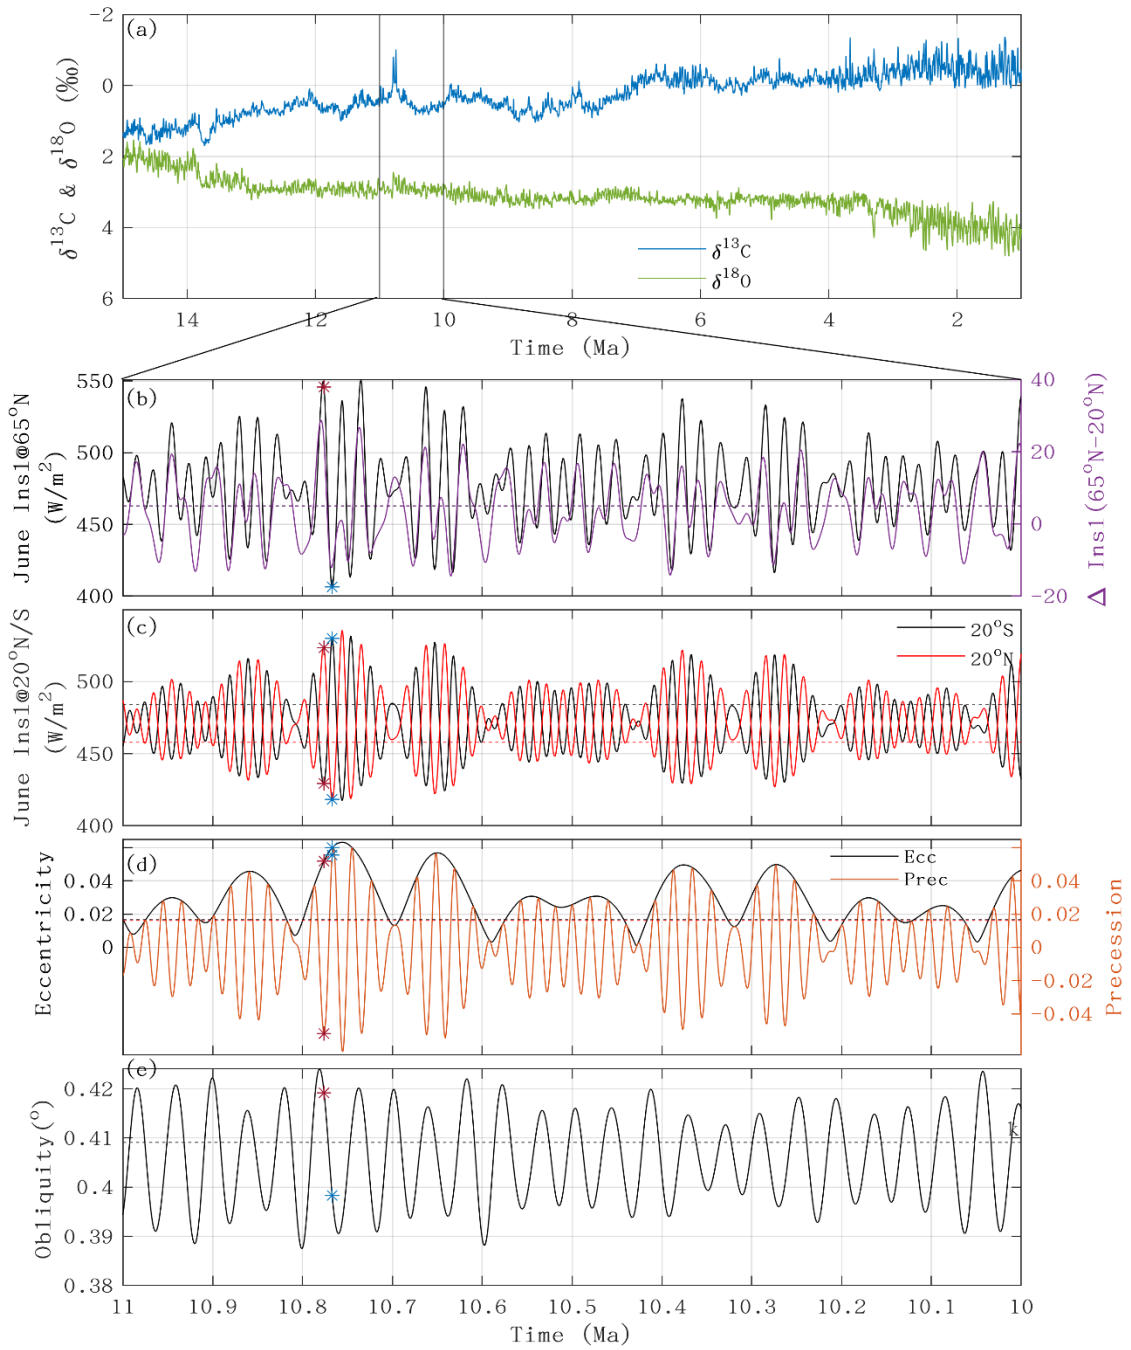 (a)
−2
0
2
4
6
δ¹³C & δ¹⁸O (‰)
δ¹³C
δ¹⁸O
14 12 10 8 6 4 2
Time (Ma)
(b)
550
500
450
400
June Insl@65°N
(W/m²)
40
20
0
−20
Δ Insl(65°N−20°N)
(c)
500
450
400
June Insl@20°N/S
(W/m²)
20°S
20°N
(d)
0.04
0.02
0
Eccentricity
Ecc
Prec
0.04
0.02
0
−0.02
−0.04
Precession
(e)
0.42
0.41
0.4
0.39
0.38
Obliquity(°)
k
11 10.9 10.8 10.7 10.6 10.5 10.4 10.3 10.2 10.1 10
Time (Ma)